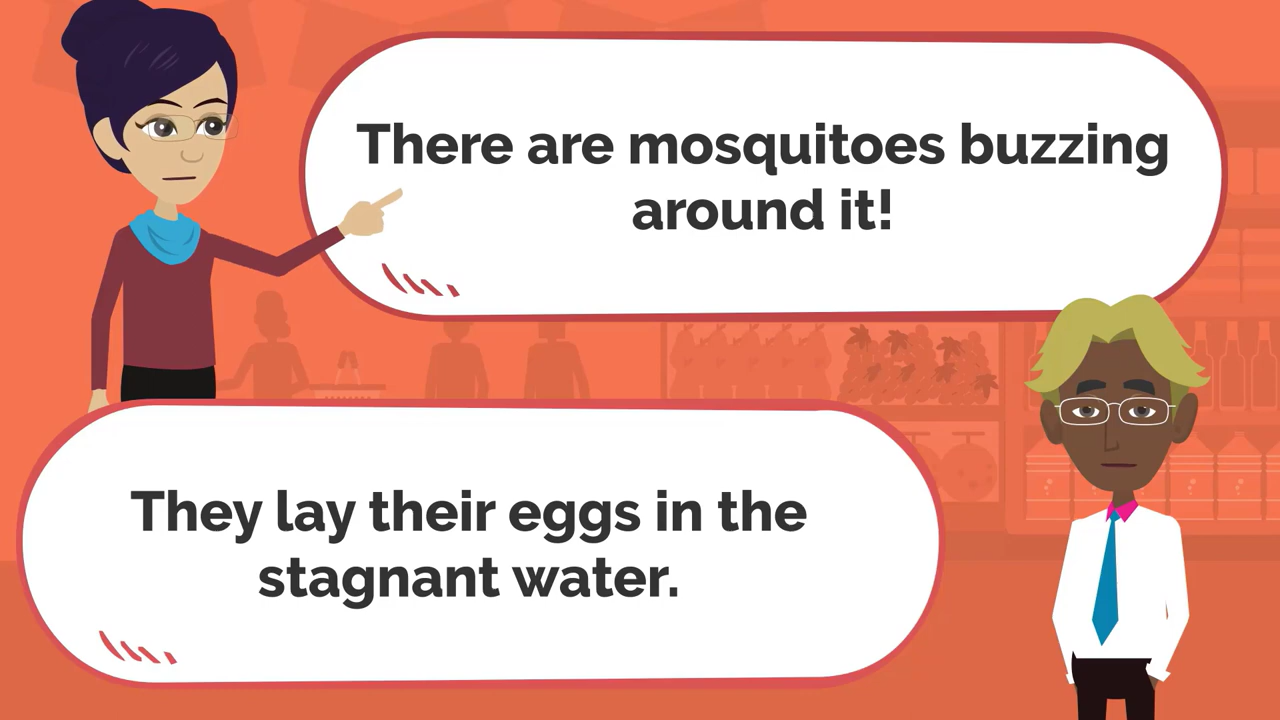 There are mosquitoes buzzing
around it!
They lay their eggs in the
stagnant water.